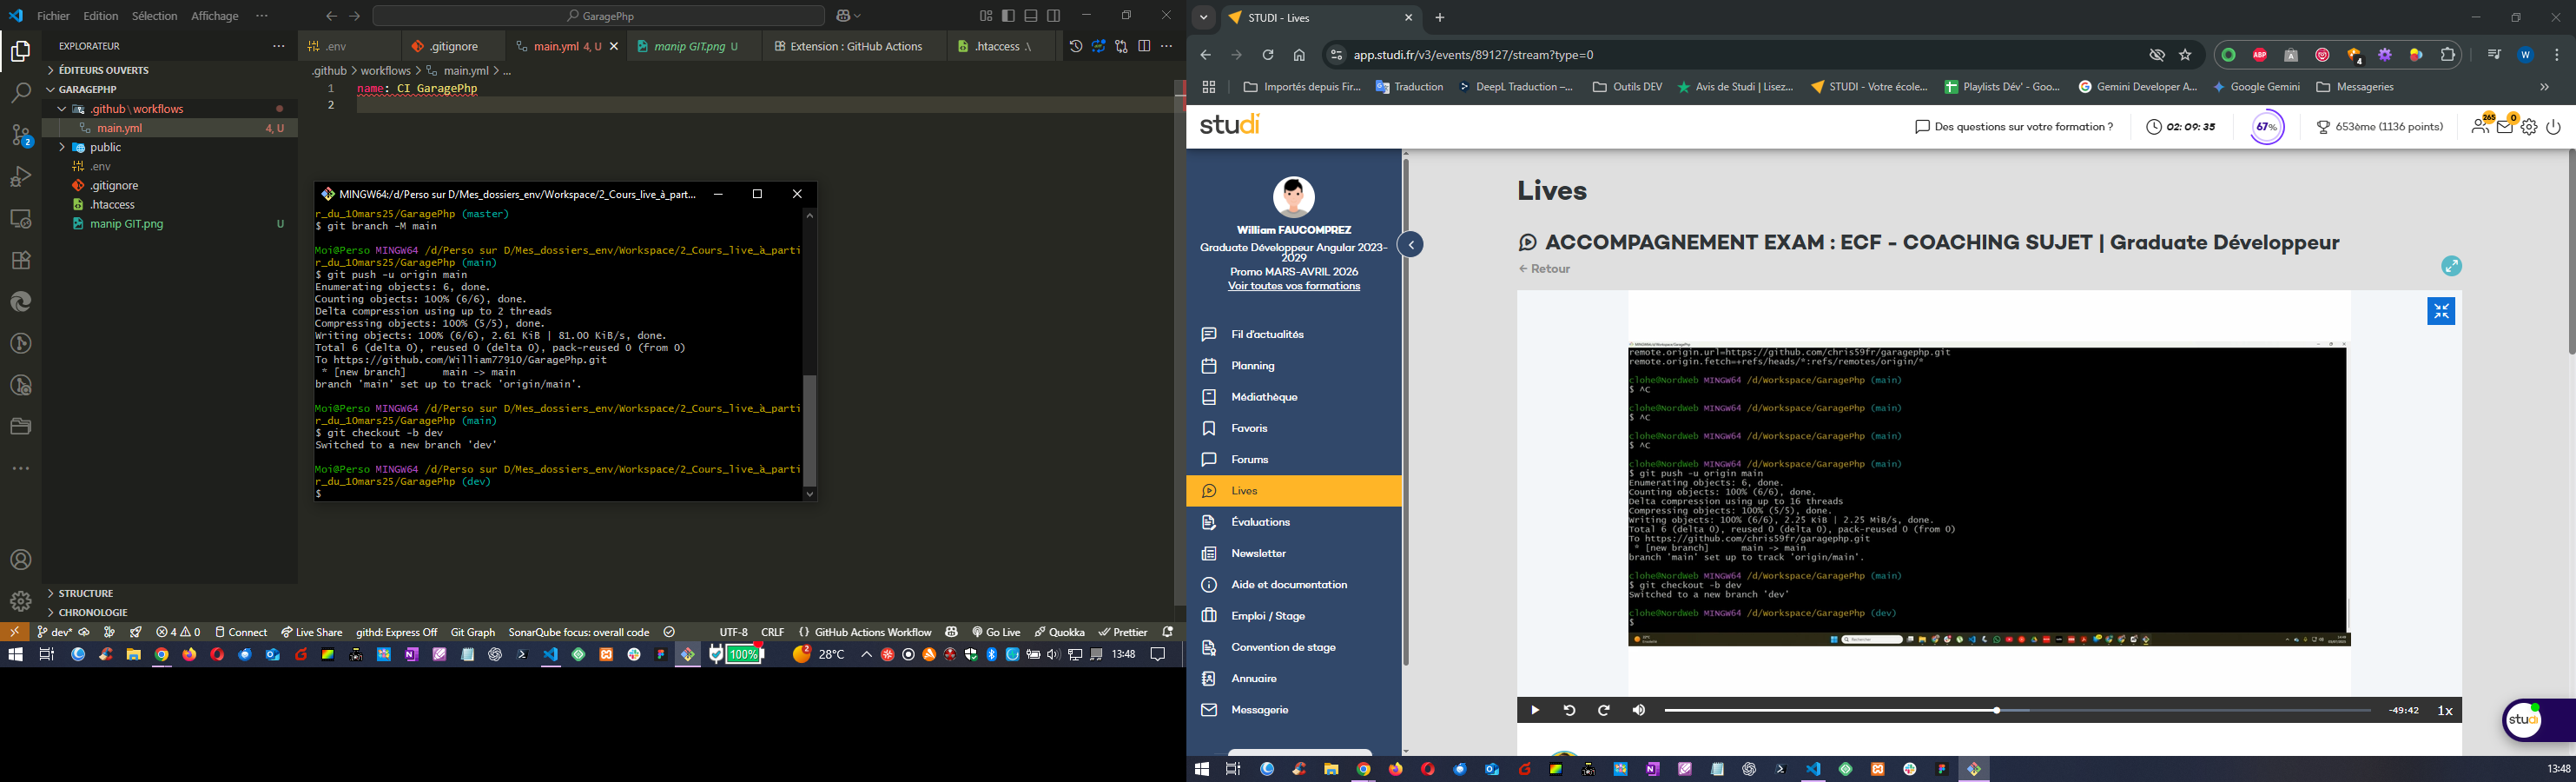 Fichier Edition Sélection Affichage ···
GaragePhp
EXPLORATEUR
ÉDITEURS OUVERTS
GARAGEPHP
.github\workflows
main.yml 4, U
public
.env
.gitignore
.htaccess
manip GIT.png U
STRUCTURE
CHRONOLOGIE
.env
.gitignore
main.yml 4, U
manip GIT.png U
Extension : GitHub Actions
.htaccess .\
.github > workflows > main.yml > ...
1 name: CI GaragePhp
2
MINGW64:/d/Perso sur D/Mes_dossiers_env/Workspace/2_Cours_live_à_part...
r_du_10mars25/GaragePhp (master)
$ git branch -M main
Moi@Perso MINGW64 /d/Perso sur D/Mes_dossiers_env/Workspace/2_Cours_live_à_parti
r_du_10mars25/GaragePhp (main)
$ git push -u origin main
Enumerating objects: 6, done.
Counting objects: 100% (6/6), done.
Delta compression using up to 2 threads
Compressing objects: 100% (5/5), done.
Writing objects: 100% (6/6), 2.61 KiB | 81.00 KiB/s, done.
Total 6 (delta 0), reused 0 (delta 0), pack-reused 0 (from 0)
To https://github.com/William77910/GaragePhp.git
* [new branch] main -> main
branch 'main' set up to track 'origin/main'.
Moi@Perso MINGW64 /d/Perso sur D/Mes_dossiers_env/Workspace/2_Cours_live_à_parti
r_du_10mars25/GaragePhp (main)
$ git checkout -b dev
Switched to a new branch 'dev'
Moi@Perso MINGW64 /d/Perso sur D/Mes_dossiers_env/Workspace/2_Cours_live_à_parti
r_du_10mars25/GaragePhp (dev)
$
dev* 4 0 Connect Live Share githd: Express Off Git Graph SonarQube focus: overall code UTF-8 CRLF GitHub Actions Workflow Go Live Quokka Prettier
100% 28°C 13:48
STUDI - Lives
app.studi.fr/v3/events/89127/stream?type=0
Importés depuis Fir... Traduction DeepL Traduction –... Outils DEV Avis de Studi | Lisez... STUDI - Votre école... Playlists Dév' - Goo... Gemini Developer A... Google Gemini Messageries
studi
Des questions sur votre formation ? 02: 09: 35 67% 653ème (1136 points) 265 0
William FAUCOMPREZ
Graduate Développeur Angular 2023-
2029
Promo MARS-AVRIL 2026
Voir toutes vos formations
Fil d'actualités
Planning
Médiathèque
Favoris
Forums
Lives
Évaluations
Newsletter
Aide et documentation
Emploi / Stage
Convention de stage
Annuaire
Messagerie
Lives
ACCOMPAGNEMENT EXAM : ECF - COACHING SUJET | Graduate Développeur
← Retour
remote.origin.url=https://github.com/chris59fr/garagephp.git
remote.origin.fetch=+refs/heads/*:refs/remotes/origin/*
clohe@Nordweb MINGW64 /d/Workspace/GaragePhp (main)
$ ^C
clohe@Nordweb MINGW64 /d/Workspace/GaragePhp (main)
$ ^C
clohe@Nordweb MINGW64 /d/Workspace/GaragePhp (main)
$ ^C
clohe@Nordweb MINGW64 /d/Workspace/GaragePhp (main)
$ git push -u origin main
Enumerating objects: 6, done.
Counting objects: 100% (6/6), done.
Delta compression using up to 16 threads
Compressing objects: 100% (5/5), done.
Writing objects: 100% (6/6), 2.25 KiB | 2.25 MiB/s, done.
Total 6 (delta 0), reused 0 (delta 0), pack-reused 0 (from 0)
To https://github.com/chris59fr/garagephp.git
* [new branch] main -> main
branch 'main' set up to track 'origin/main'.
clohe@Nordweb MINGW64 /d/Workspace/GaragePhp (main)
$ git checkout -b dev
Switched to a new branch 'dev'
clohe@Nordweb MINGW64 /d/Workspace/GaragePhp (dev)
$
-49:42 1x
studi
13:48